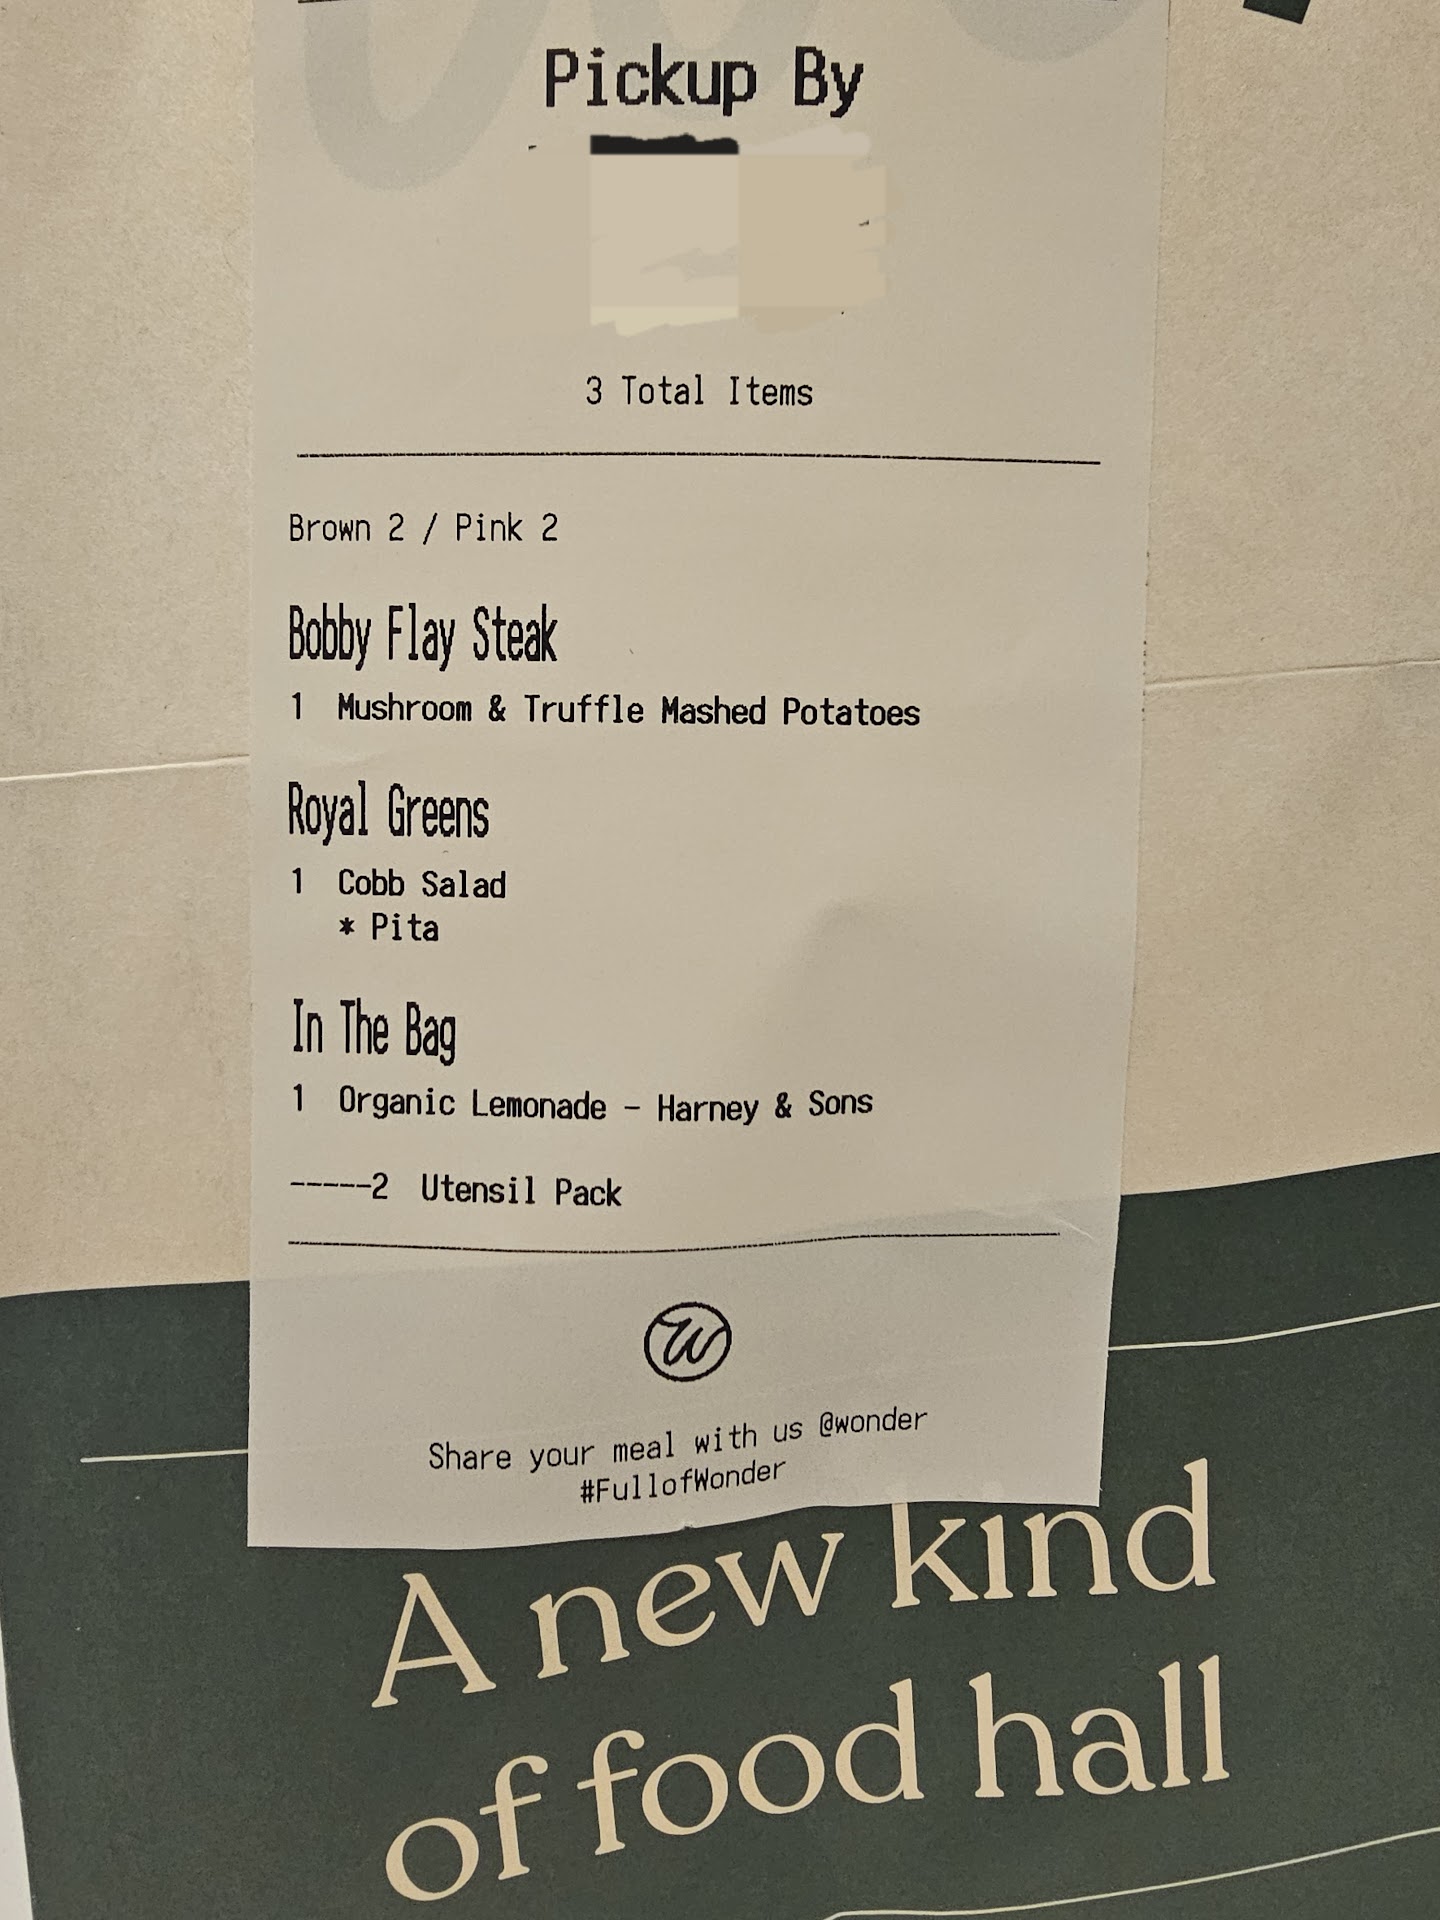 Pickup By
3 Total Items
Brown 2 / Pink 2
Bobby Flay Steak
1 Mushroom & Truffle Mashed Potatoes
Royal Greens
1 Cobb Salad
* Pita
In The Bag
1 Organic Lemonade - Harney & Sons
-----2 Utensil Pack
W
Share your meal with us @wonder
#FullofWonder
A new kind
of food hall